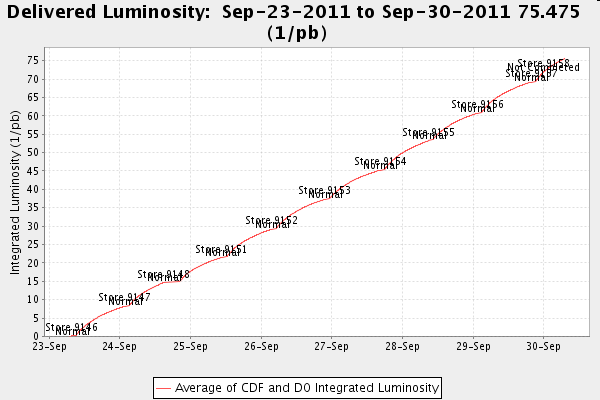 Delivered Luminosity: Sep-23-2011 to Sep-30-2011 75.475
(1/pb)
Integrated Luminosity (1/pb)
75
70
65
60
55
50
45
40
35
30
25
20
15
10
5
0
Store 9146
Normal
Store 9147
Normal
Store 9148
Normal
Store 9151
Normal
Store 9152
Normal
Store 9153
Normal
Store 9154
Normal
Store 9155
Normal
Store 9156
Normal
Store 9157
Normal
Store 9158
Not Completed
23-Sep
24-Sep
25-Sep
26-Sep
27-Sep
28-Sep
29-Sep
30-Sep
Average of CDF and D0 Integrated Luminosity